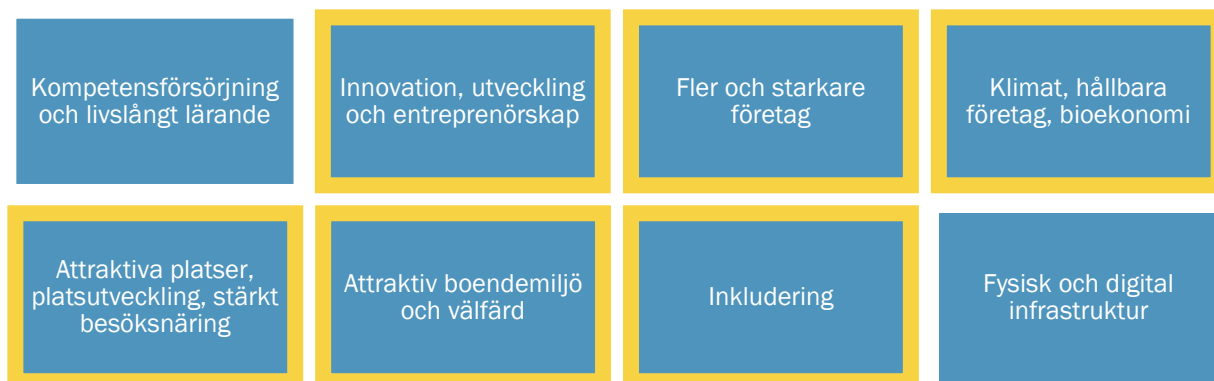 Kompetensförsörjning
och livslångt lärande
Innovation, utveckling
och entreprenörskap
Fler och starkare
företag
Klimat, hållbara
företag, bioekonomi
Attraktiva platser,
platsutveckling, stärkt
besöksnäring
Attraktiv boendemiljö
och välfärd
Inkludering
Fysisk och digital
infrastruktur